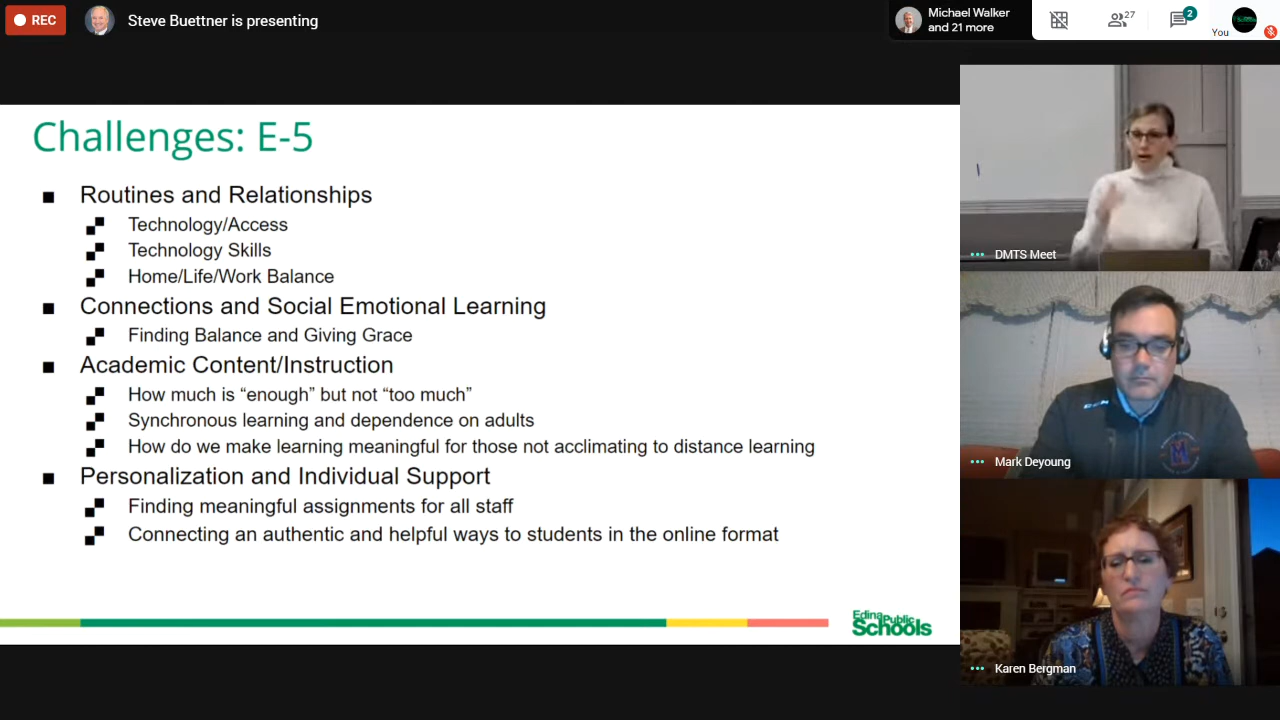 REC
Steve Buettner is presenting
Michael Walker
and 21 more
27
2
You
Challenges: E-5
Routines and Relationships
Technology/Access
Technology Skills
Home/Life/Work Balance
Connections and Social Emotional Learning
Finding Balance and Giving Grace
Academic Content/Instruction
How much is “enough” but not “too much”
Synchronous learning and dependence on adults
How do we make learning meaningful for those not acclimating to distance learning
Personalization and Individual Support
Finding meaningful assignments for all staff
Connecting an authentic and helpful ways to students in the online format
Edina Public
Schools
DMTS Meet
Mark Deyoung
Karen Bergman